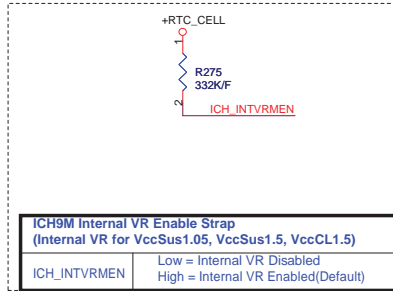 +RTC_CELL
1
R275
332K/F
2
ICH_INTVRMEN
ICH9M Internal VR Enable Strap
(Internal VR for VccSus1.05, VccSus1.5, VccCL1.5)
ICH_INTVRMEN
Low = Internal VR Disabled
High = Internal VR Enabled(Default)